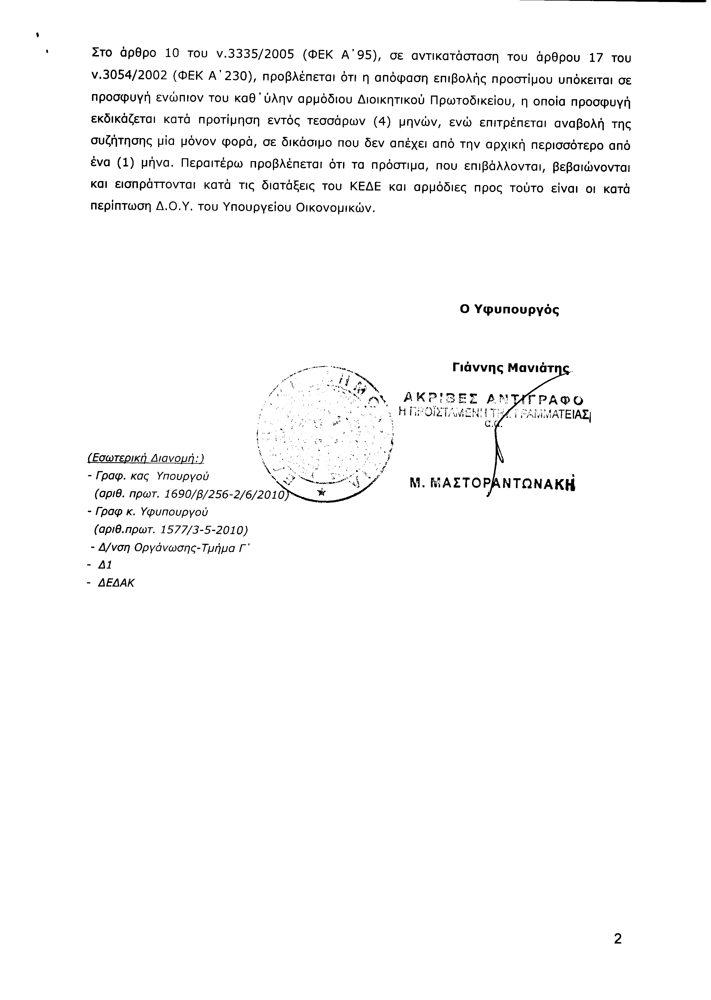 Στο άρθρο 10 του ν.3335/2005 (ΦΕΚ Α΄95), σε αντικατάσταση του άρθρου 17 του
ν.3054/2002 (ΦΕΚ Α΄230), προβλέπεται ότι η απόφαση επιβολής προστίμου υπόκειται σε
προσφυγή ενώπιον του καθ΄ύλην αρμόδιου Διοικητικού Πρωτοδικείου, η οποία προσφυγή
εκδικάζεται κατά προτίμηση εντός τεσσάρων (4) μηνών, ενώ επιτρέπεται αναβολή της
συζήτησης μία μόνον φορά, σε δικάσιμο που δεν απέχει από την αρχική περισσότερο από
ένα (1) μήνα. Περαιτέρω προβλέπεται ότι τα πρόστιμα, που επιβάλλονται, βεβαιώνονται
και εισπράττονται κατά τις διατάξεις του ΚΕΔΕ και αρμόδιες προς τούτο είναι οι κατά
περίπτωση Δ.Ο.Υ. του Υπουργείου Οικονομικών.
Ο Υφυπουργός
Γιάννης Μανιάτης
ΑΚΡΙΒΕΣ ΑΝΤΙΓΡΑΦΟ
Η ΠΡΟΪΣΤΑΜΕΝΗ ΤΗΣ ΓΡΑΜΜΑΤΕΙΑΣ
α.α.
Μ. ΜΑΣΤΟΡΑΝΤΩΝΑΚΗ
(Εσωτερική Διανομή:)
- Γραφ. κας Υπουργού
(αριθ. πρωτ. 1690/β/256-2/6/2010)
- Γραφ κ. Υφυπουργού
(αριθ.πρωτ. 1577/3-5-2010)
- Δ/νση Οργάνωσης-Τμήμα Γ΄
- Δ1
- ΔΕΔΑΚ
2